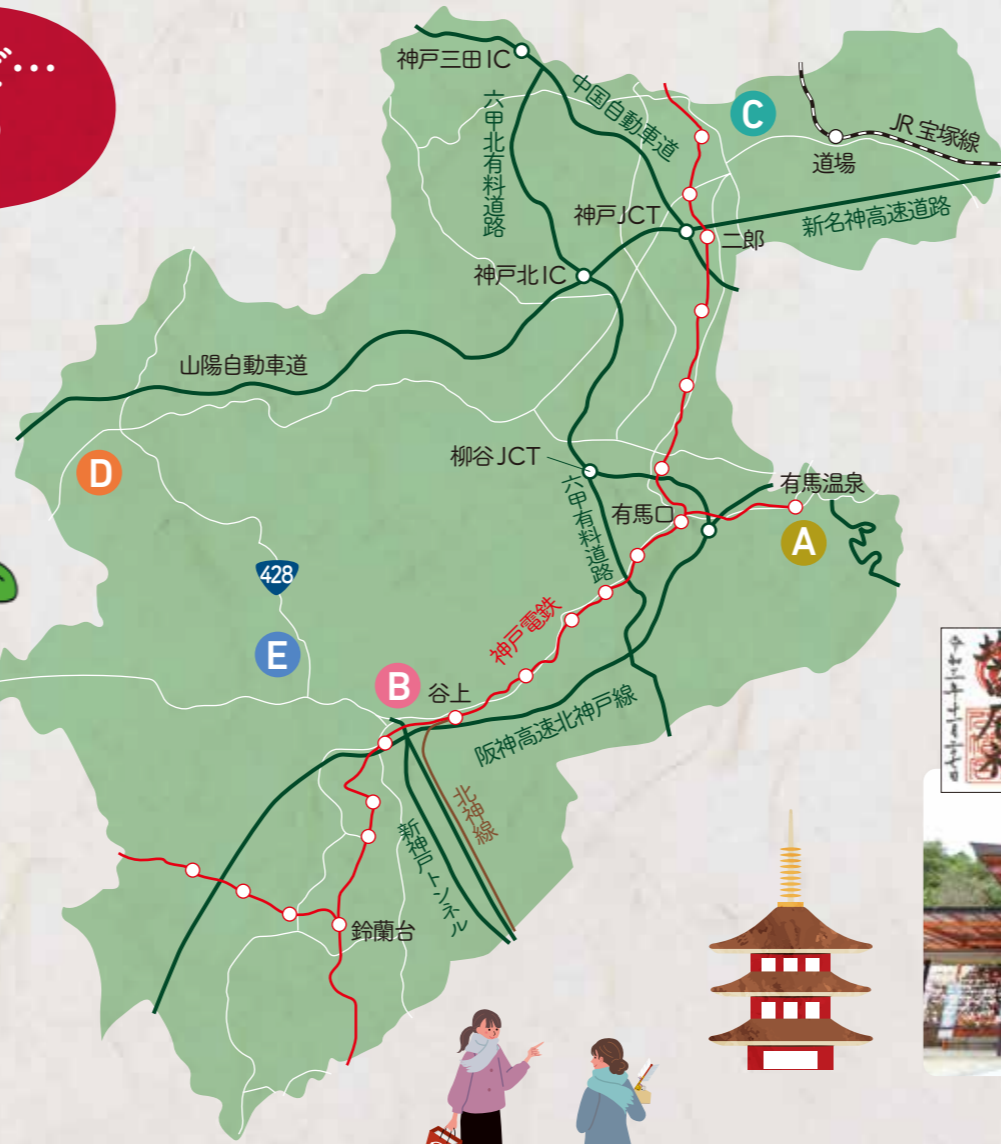 神戸三田IC
中国自動車道
六甲北有料道路
C
JR宝塚線
道場
神戸JCT
二郎
新名神高速道路
神戸北IC
山陽自動車道
D
柳谷JCT
六甲有料道路
有馬口
有馬温泉
A
428
神戸電鉄
E
B
谷上
阪神高速北神戸線
北神線
新神戸トンネル
鈴蘭台